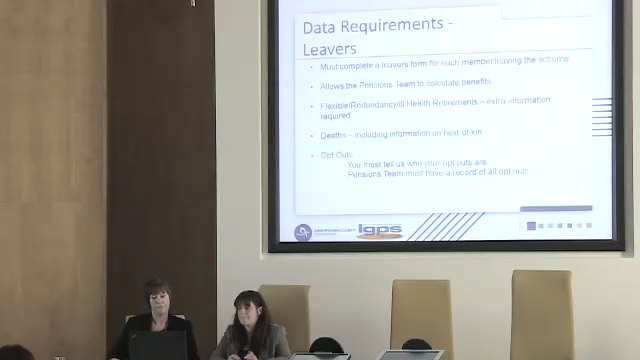 Data Requirements -
Leavers
• Must complete a leavers form for each member leaving the scheme
• Allows the Pensions Team to calculate benefits
• Flexible/Redundancy/Ill Health Retirements – extra information
required
• Deaths – including information on next of kin
• Opt Outs
– You must tell us who your opt outs are
– Pensions Team must have a record of all opt outs
lgps